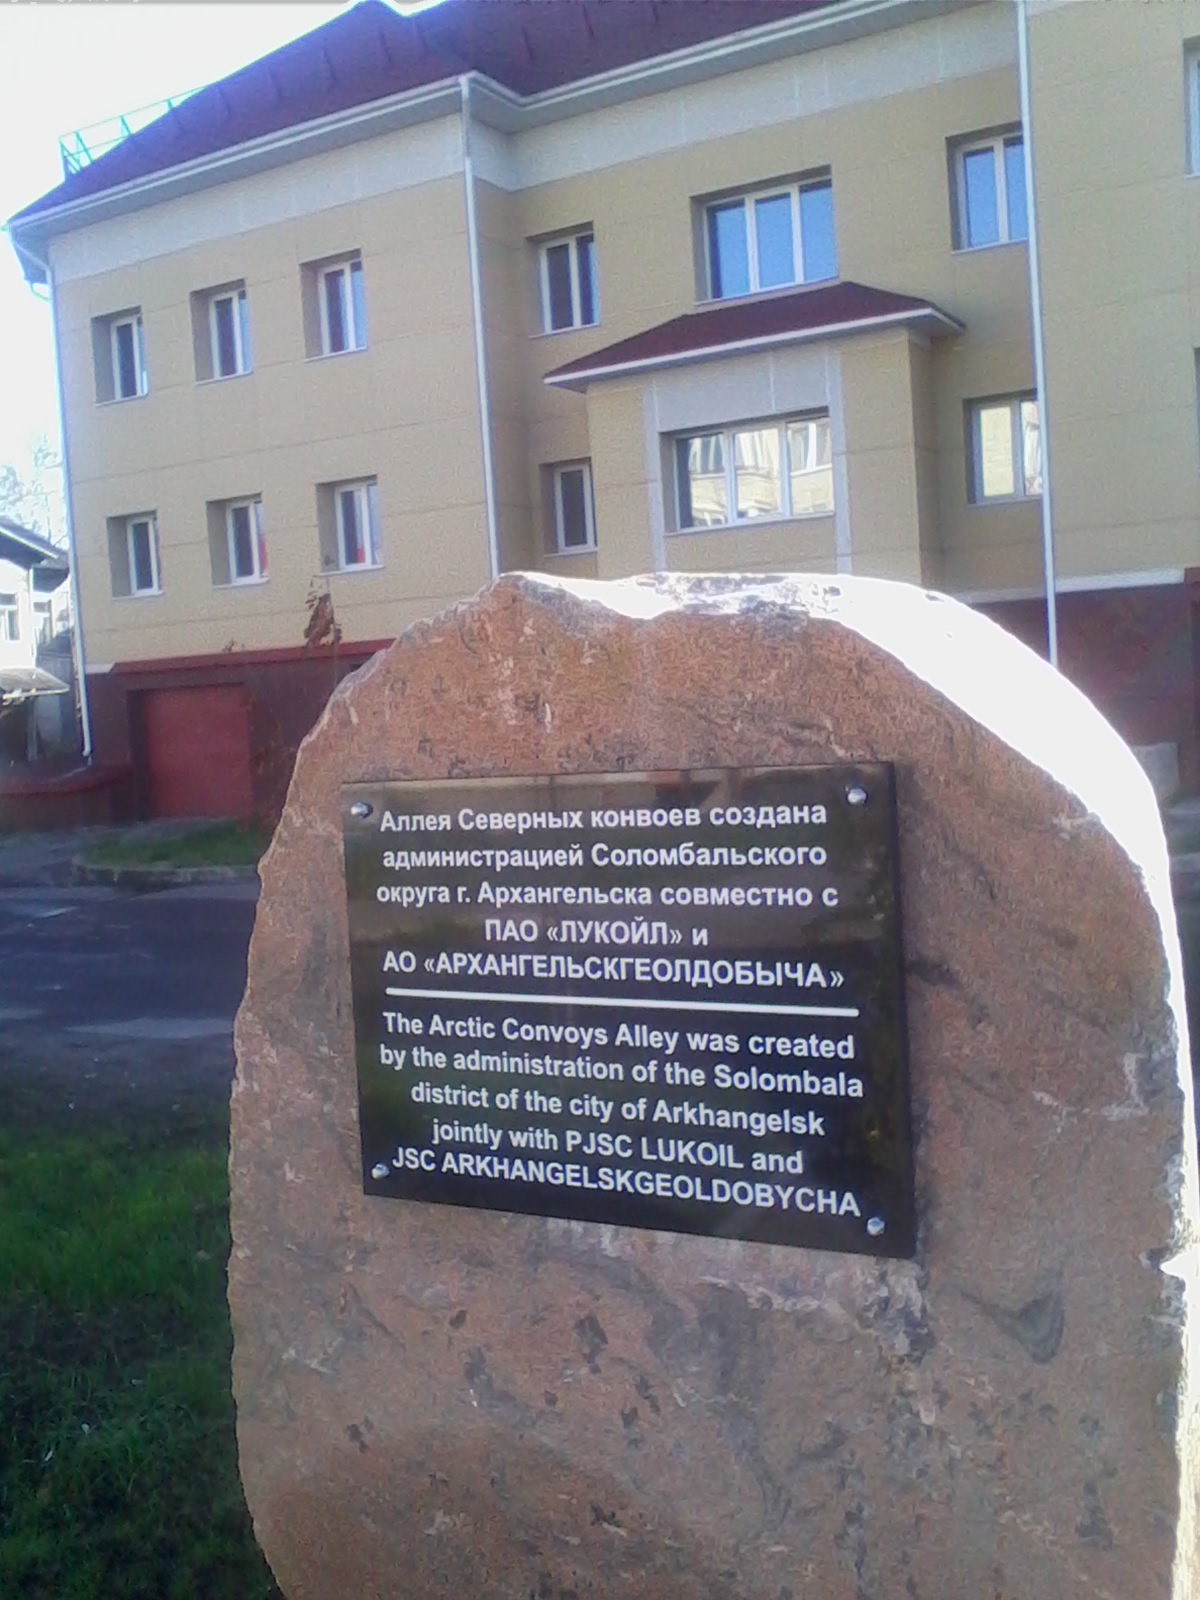 Аллея Северных конвоев создана
администрацией Соломбальского
округа г. Архангельска совместно с
ПАО «ЛУКОЙЛ» и
АО «АРХАНГЕЛЬСКГЕОЛДОБЫЧА»
The Arctic Convoys Alley was created
by the administration of the Solombala
district of the city of Arkhangelsk
jointly with PJSC LUKOIL and
JSC ARKHANGELSKGEOLDOBYCHA